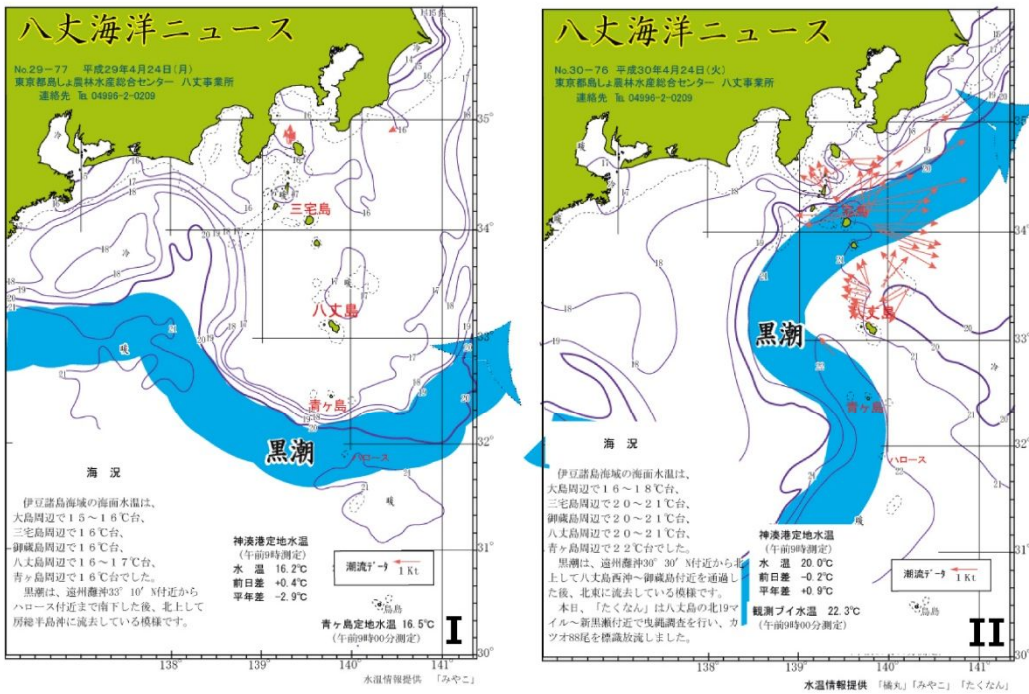 八丈海洋ニュース
No.29-77 平成29年4月24日(月)
東京都島しょ農林水産総合センター 八丈事業所
連絡先 ℡ 04996-2-0209
三宅島
八丈島
青ヶ島
黒潮
ハロース
鳥島
海 況
伊豆諸島海域の海面水温は、
大島周辺で15~16℃台、
三宅島周辺で16℃台、
御蔵島周辺で16℃台、
八丈島周辺で16~17℃台、
青ヶ島周辺で16℃台でした。
黒潮は、遠州灘沖33° 10' N付近から
ハロース付近まで南下した後、北上して
房総半島沖に流去している模様です。
神湊港定地水温
(午前9時測定)
水 温 16.2℃
前日差 +0.4℃
平年差 -2.9℃
青ヶ島定地水温 16.5℃
(午前9時00分測定)
潮流データ
1 Kt
35°
34°
33°
32°
31°
30°
138°
139°
140°
141°
I
水温情報提供 「みやこ」
八丈海洋ニュース
No.30-76 平成30年4月24日(火)
東京都島しょ農林水産総合センター 八丈事業所
連絡先 ℡ 04996-2-0209
三宅島
丈島
黒潮
青ヶ島
ハロース
鳥島
海 況
伊豆諸島海域の海面水温は、
大島周辺で16~18℃台、
三宅島周辺で20~21℃台、
御蔵島周辺で20~21℃台、
八丈島周辺で20~21℃台、
青ヶ島周辺で22℃台でした。
黒潮は、遠州灘沖30° 30' N付近から北
上して八丈島西沖~御蔵島付近を通過し
た後、北東に流去している模様です。
本日、「たくなん」は八丈島の北19マ
イル~新黒瀬付近で曳縄調査を行い、カ
ツオ88尾を標識放流しました。
神湊港定地水温
(午前9時測定)
水 温 20.0℃
前日差 -0.2℃
平年差 +0.9℃
観測ブイ水温 22.3℃
(午前9時00分測定)
潮流データ
1 Kt
35°
34°
33°
32°
31°
30°
138°
139°
140°
141°
II
水温情報提供 「橘丸」「みやこ」「たくなん」